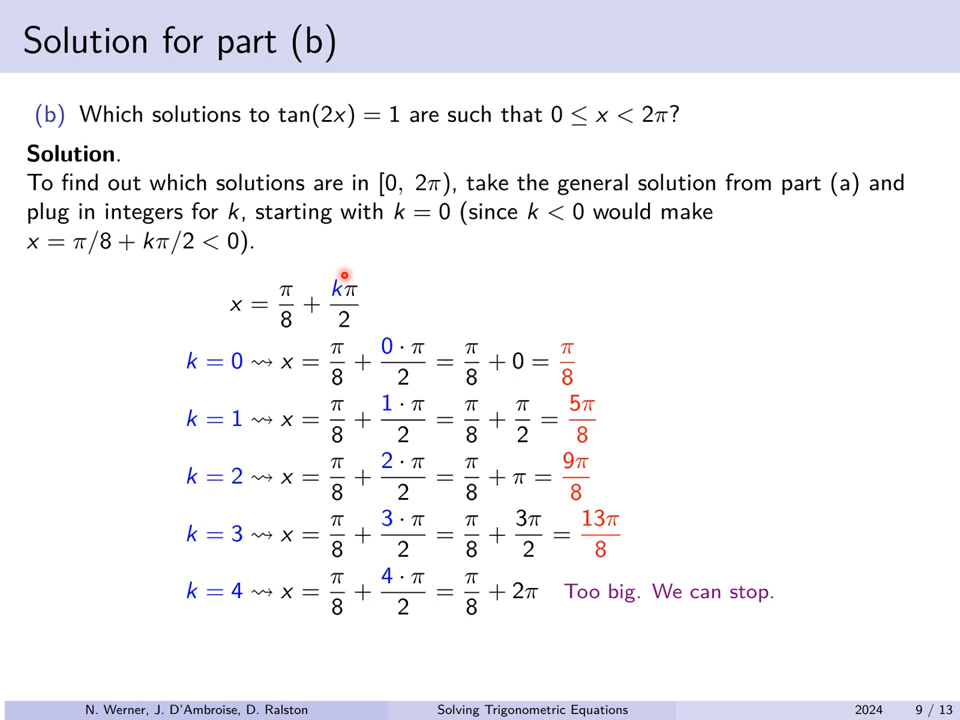 Solution for part (b)
(b) Which solutions to tan(2x) = 1 are such that 0 ≤ x < 2π?
Solution.
To find out which solutions are in [0, 2π), take the general solution from part (a) and
plug in integers for k, starting with k = 0 (since k < 0 would make
x = π/8 + kπ/2 < 0).
x = π/8 + kπ/2
k = 0 ⇝ x = π/8 + 0 · π/2 = π/8 + 0 = π/8
k = 1 ⇝ x = π/8 + 1 · π/2 = π/8 + π/2 = 5π/8
k = 2 ⇝ x = π/8 + 2 · π/2 = π/8 + π = 9π/8
k = 3 ⇝ x = π/8 + 3 · π/2 = π/8 + 3π/2 = 13π/8
k = 4 ⇝ x = π/8 + 4 · π/2 = π/8 + 2π Too big. We can stop.
N. Werner, J. D'Ambroise, D. Ralston Solving Trigonometric Equations 2024 9 / 13